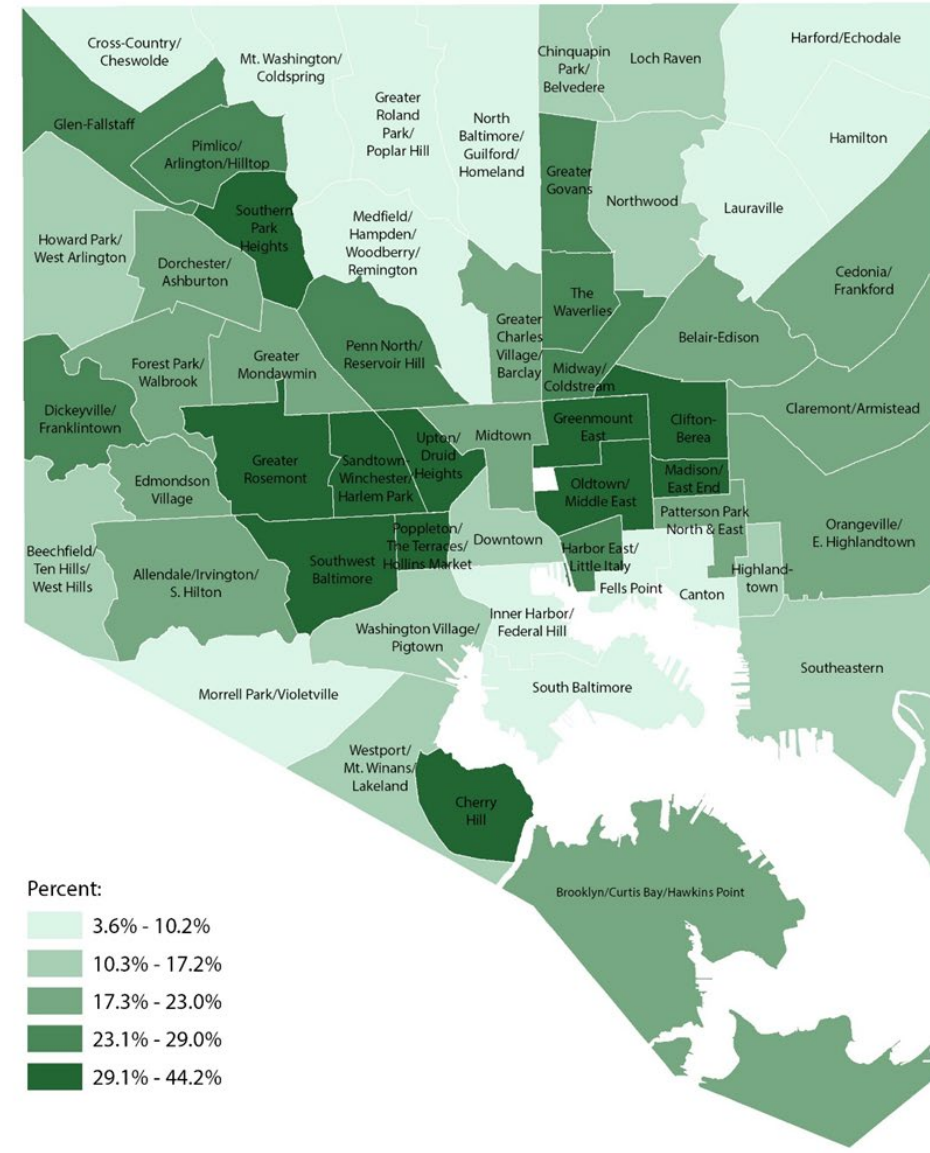 Cross-Country/
Cheswolde
Mt. Washington/
Coldspring
Greater
Roland
Park/
Poplar Hill
North
Baltimore/
Guilford/
Homeland
Chinquapin
Park/
Belvedere
Loch Raven
Harford/Echodale
Hamilton
Glen-Fallstaff
Pimlico/
Arlington/Hilltop
Southern
Park
Heights
Medfield/
Hampden/
Woodberry/
Remington
Greater
Govans
Northwood
Lauraville
Howard Park/
West Arlington
Dorchester/
Ashburton
Cedonia/
Frankford
The
Waverlies
Greater
Charles
Village/
Barclay
Belair-Edison
Penn North/
Reservoir Hill
Forest Park/
Walbrook
Greater
Mondawmin
Midway/
Coldstream
Dickeyville/
Franklintown
Claremont/Armistead
Greenmount
East
Clifton-
Berea
Midtown
Upton/
Druid
Heights
Greater
Rosemont
Sandtown-
Winchester/
Harlem Park
Edmondson
Village
Oldtown/
Middle East
Madison/
East End
Patterson Park
North & East
Orangeville/
E. Highlandtown
Beechfield/
Ten Hills/
West Hills
Allendale/Irvington/
S. Hilton
Southwest
Baltimore
Poppleton/
The Terraces/
Hollins Market
Downtown
Harbor East/
Little Italy
Fells Point
Canton
Highland-
town
Inner Harbor/
Federal Hill
Washington Village/
Pigtown
Southeastern
Morrell Park/Violetville
South Baltimore
Westport/
Mt. Winans/
Lakeland
Cherry
Hill
Brooklyn/Curtis Bay/Hawkins Point
Percent:
3.6% - 10.2%
10.3% - 17.2%
17.3% - 23.0%
23.1% - 29.0%
29.1% - 44.2%